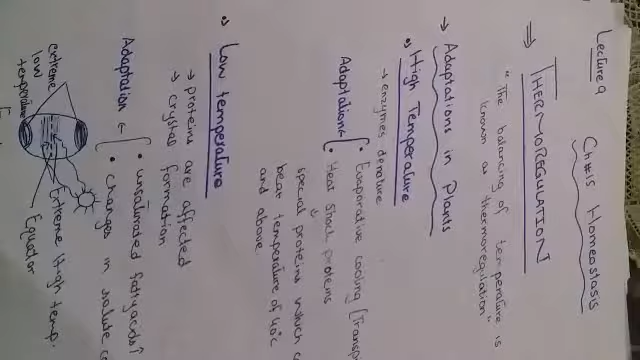 Lecture 9
Ch#15 Homeostasis
⇒ THERMOREGULATION
"The balancing of temperature is
known as thermoregulation"
→ Adaptations in Plants
• High Temperature
→ enzymes denature
Adaptations • Evaporative cooling
• Heat Shock proteins
special proteins which
bear temperature of 40°c
and above
• Low temperature
→ proteins are affected
→ crystal formation
Adaptation ← • unsaturated fatty acids↑
• changes in solute
extreme
low
temperature
Extreme High temp.
Equator